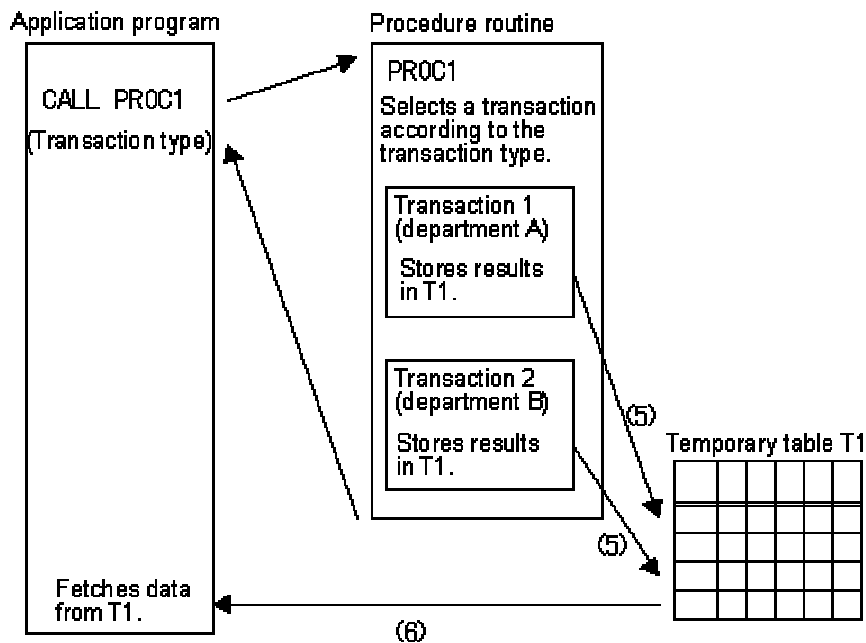 Application program
CALL PROC1
(Transaction type)
Fetches data
from T1.
Procedure routine
PROC1
Selects a transaction
according to the
transaction type.
Transaction 1
(department A)
Stores results
in T1.
Transaction 2
(department B)
Stores results
in T1.
(5)
(5)
Temporary table T1
(6)